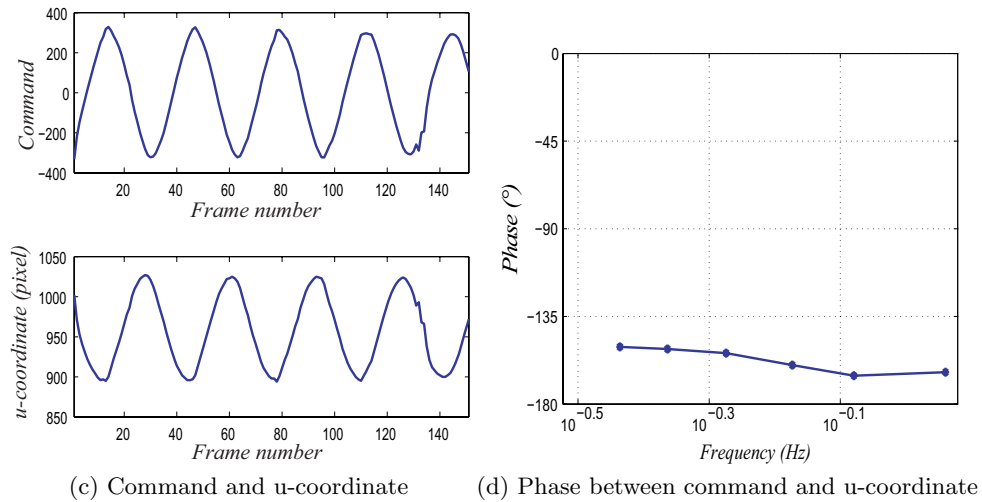 400
200
0
−200
−400
Command
20 40 60 80 100 120 140
Frame number
1050
1000
950
900
850
u-coordinate (pixel)
20 40 60 80 100 120 140
Frame number
(c) Command and u-coordinate
0
−45
−90
−135
−180
Phase (°)
10−0.5 10−0.3 10−0.1
Frequency (Hz)
(d) Phase between command and u-coordinate